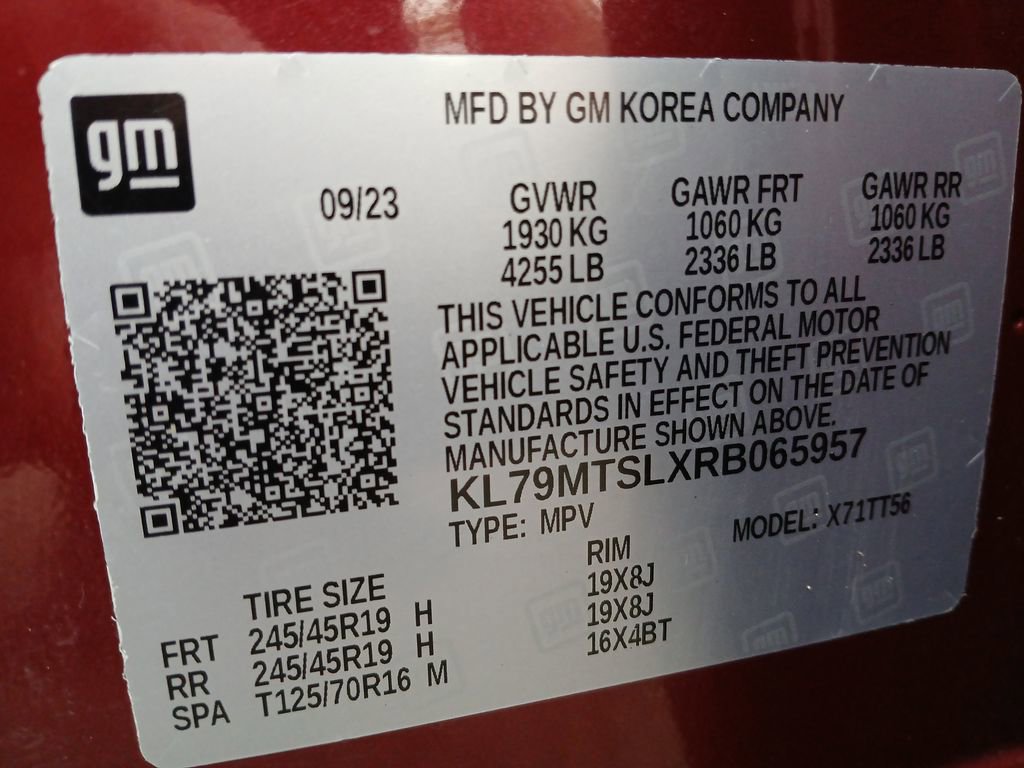 gm
MFD BY GM KOREA COMPANY
09/23
GVWR GAWR FRT GAWR RR
1930 KG 1060 KG 1060 KG
4255 LB 2336 LB 2336 LB
THIS VEHICLE CONFORMS TO ALL
APPLICABLE U.S. FEDERAL MOTOR
VEHICLE SAFETY AND THEFT PREVENTION
STANDARDS IN EFFECT ON THE DATE OF
MANUFACTURE SHOWN ABOVE.
KL79MTSLXRB065957
TYPE: MPV MODEL: X71TT56
TIRE SIZE RIM
FRT 245/45R19 H 19X8J
RR 245/45R19 H 19X8J
SPA T125/70R16 M 16X4BT